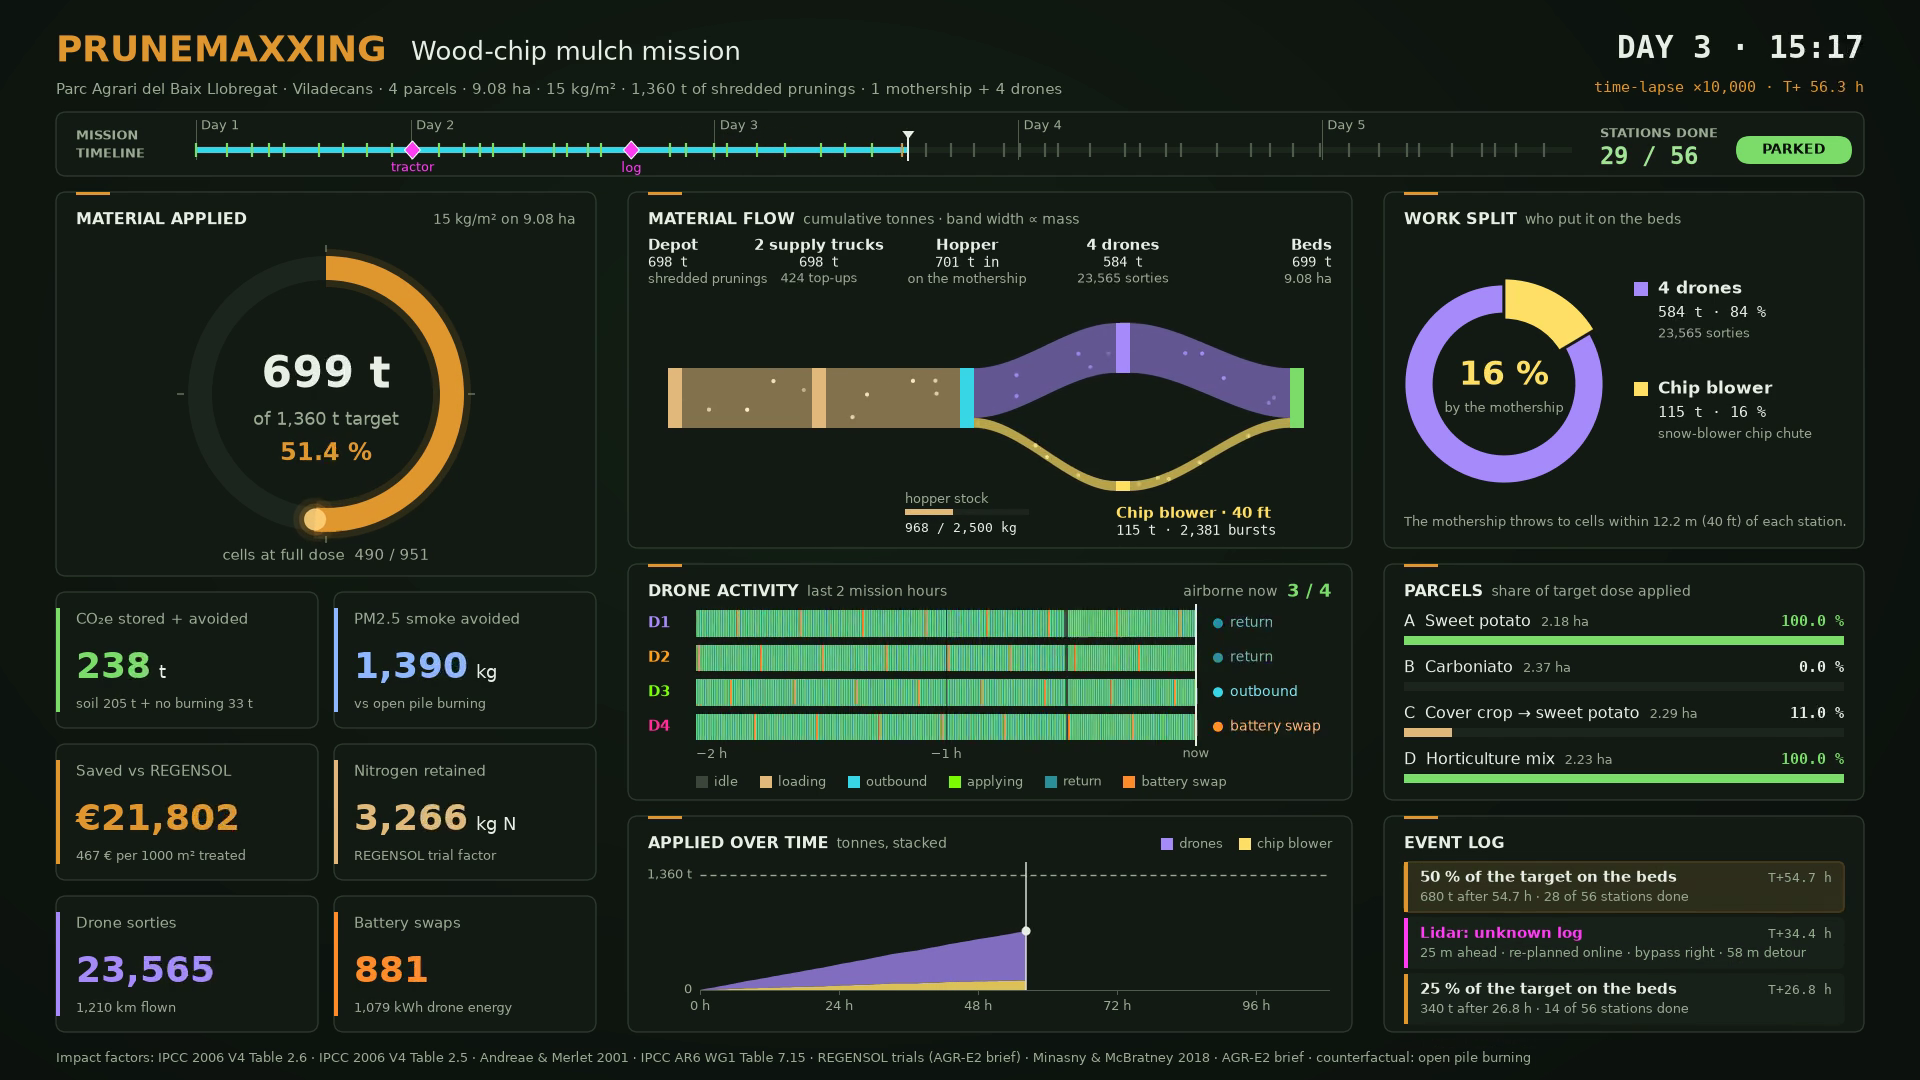 PRUNEMAXXING Wood-chip mulch mission
DAY 3 · 15:17
Parc Agrari del Baix Llobregat · Viladecans · 4 parcels · 9.08 ha · 15 kg/m² · 1,360 t of shredded prunings · 1 mothership + 4 drones
time-lapse ×10,000 · T+ 56.3 h
MISSION
TIMELINE
Day 1
Day 2
Day 3
Day 4
Day 5
tractor
log
STATIONS DONE
29 / 56
PARKED
MATERIAL APPLIED
15 kg/m² on 9.08 ha
699 t
of 1,360 t target
51.4 %
cells at full dose 490 / 951
CO₂e stored + avoided
238 t
soil 205 t + no burning 33 t
PM2.5 smoke avoided
1,390 kg
vs open pile burning
Saved vs REGENSOL
€21,802
467 € per 1000 m² treated
Nitrogen retained
3,266 kg N
REGENSOL trial factor
Drone sorties
23,565
1,210 km flown
Battery swaps
881
1,079 kWh drone energy
MATERIAL FLOW cumulative tonnes · band width ∝ mass
Depot
698 t
shredded prunings
2 supply trucks
698 t
424 top-ups
Hopper
701 t in
on the mothership
4 drones
584 t
23,565 sorties
Beds
699 t
9.08 ha
hopper stock
968 / 2,500 kg
Chip blower · 40 ft
115 t · 2,381 bursts
DRONE ACTIVITY last 2 mission hours
airborne now 3 / 4
D1
return
D2
return
D3
outbound
D4
battery swap
−2 h
−1 h
now
idle
loading
outbound
applying
return
battery swap
APPLIED OVER TIME tonnes, stacked
drones
chip blower
1,360 t
0
0 h
24 h
48 h
72 h
96 h
WORK SPLIT who put it on the beds
16 %
by the mothership
4 drones
584 t · 84 %
23,565 sorties
Chip blower
115 t · 16 %
snow-blower chip chute
The mothership throws to cells within 12.2 m (40 ft) of each station.
PARCELS share of target dose applied
A Sweet potato 2.18 ha 100.0 %
B Carboniato 2.37 ha 0.0 %
C Cover crop → sweet potato 2.29 ha 11.0 %
D Horticulture mix 2.23 ha 100.0 %
EVENT LOG
50 % of the target on the beds T+54.7 h
680 t after 54.7 h · 28 of 56 stations done
Lidar: unknown log T+34.4 h
25 m ahead · re-planned online · bypass right · 58 m detour
25 % of the target on the beds T+26.8 h
340 t after 26.8 h · 14 of 56 stations done
Impact factors: IPCC 2006 V4 Table 2.6 · IPCC 2006 V4 Table 2.5 · Andreae & Merlet 2001 · IPCC AR6 WG1 Table 7.15 · REGENSOL trials (AGR-E2 brief) · Minasny & McBratney 2018 · AGR-E2 brief · counterfactual: open pile burning